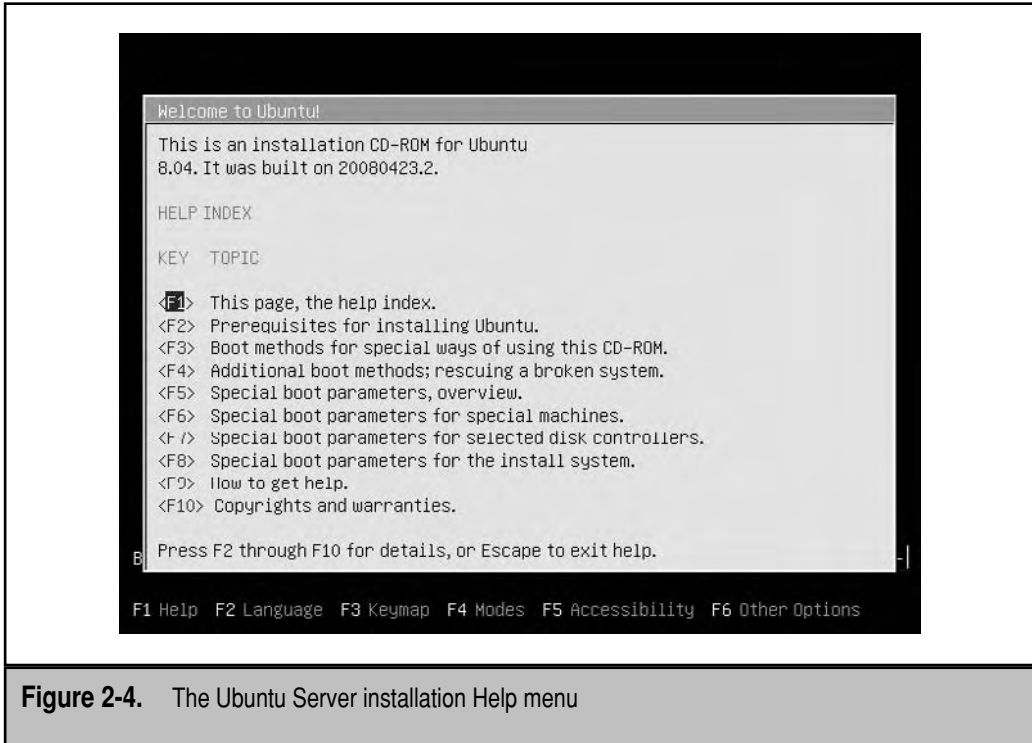 Welcome to Ubuntu!
This is an installation CD-ROM for Ubuntu
8.04. It was built on 20080423.2.
HELP INDEX
KEY TOPIC
<F1> This page, the help index.
<F2> Prerequisites for installing Ubuntu.
<F3> Boot methods for special ways of using this CD-ROM.
<F4> Additional boot methods; rescuing a broken system.
<F5> Special boot parameters, overview.
<F6> Special boot parameters for special machines.
<F7> Special boot parameters for selected disk controllers.
<F8> Special boot parameters for the install system.
<F9> How to get help.
<F10> Copyrights and warranties.
Press F2 through F10 for details, or Escape to exit help.
B -
F1 Help F2 Language F3 Keymap F4 Modes F5 Accessibility F6 Other Options
Figure 2-4. The Ubuntu Server installation Help menu